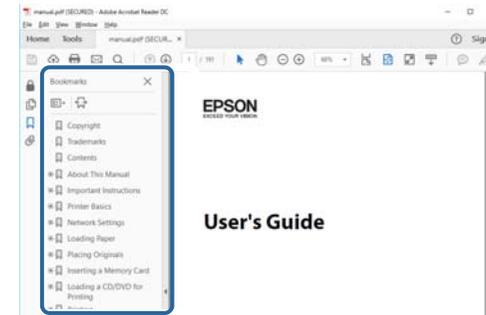 manual.pdf (SECURED) - Adobe Acrobat Reader DC
File Edit View Window Help
Home Tools manual.pdf (SECUR... ×
1 / 191
Bookmarks
Copyright
Trademarks
Contents
About This Manual
Important Instructions
Printer Basics
Network Settings
Loading Paper
Placing Originals
Inserting a Memory Card
Loading a CD/DVD for
Printing
EPSON
EXCEED YOUR VISION
User's Guide